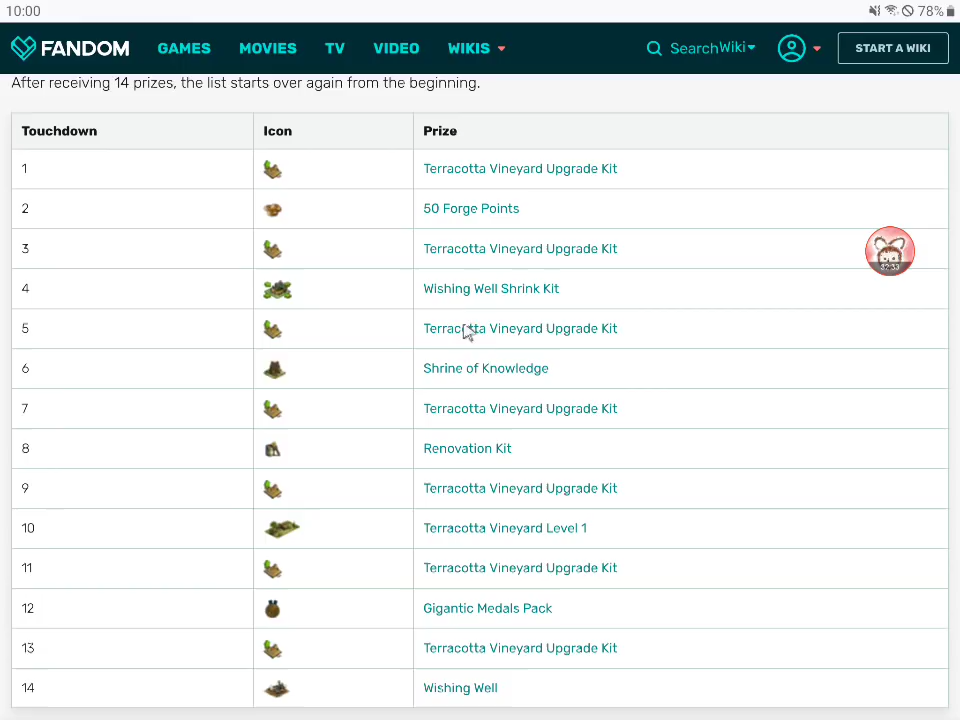 10:00 78%
FANDOM GAMES MOVIES TV VIDEO WIKIS Search Wiki START A WIKI
After receiving 14 prizes, the list starts over again from the beginning.
Touchdown Icon Prize
1 Terracotta Vineyard Upgrade Kit
2 50 Forge Points
3 Terracotta Vineyard Upgrade Kit
32:33
4 Wishing Well Shrink Kit
5 Terracotta Vineyard Upgrade Kit
6 Shrine of Knowledge
7 Terracotta Vineyard Upgrade Kit
8 Renovation Kit
9 Terracotta Vineyard Upgrade Kit
10 Terracotta Vineyard Level 1
11 Terracotta Vineyard Upgrade Kit
12 Gigantic Medals Pack
13 Terracotta Vineyard Upgrade Kit
14 Wishing Well